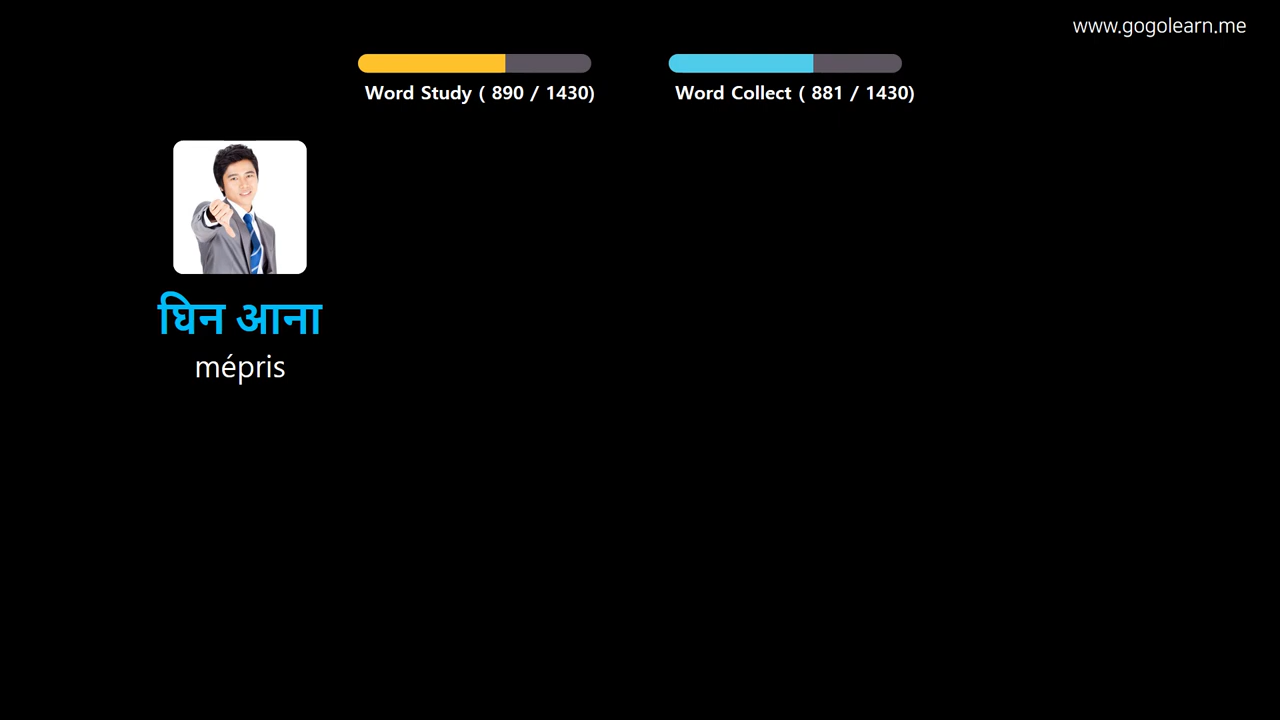 www.gogolearn.me
Word Study ( 890 / 1430)
Word Collect ( 881 / 1430)
घिन आना
mépris